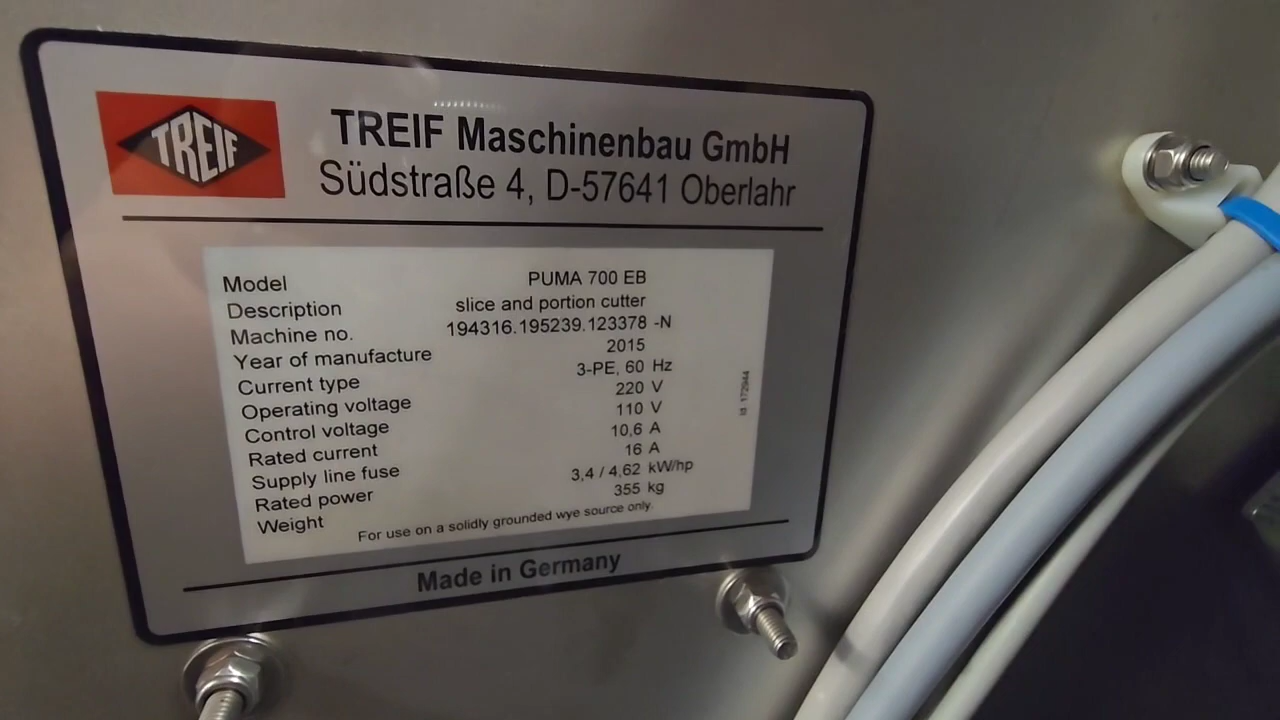 TREIF
TREIF Maschinenbau GmbH
Südstraße 4, D-57641 Oberlahr
Model PUMA 700 EB
Description slice and portion cutter
Machine no. 194316.195239.123378 -N
Year of manufacture 2015
Current type 3-PE, 60 Hz
Operating voltage 220 V
Control voltage 110 V
Rated current 10,6 A
Supply line fuse 16 A
Rated power 3,4 / 4,62 kW/hp
Weight 355 kg
For use on a solidly grounded wye source only.
Id. 172944
Made in Germany